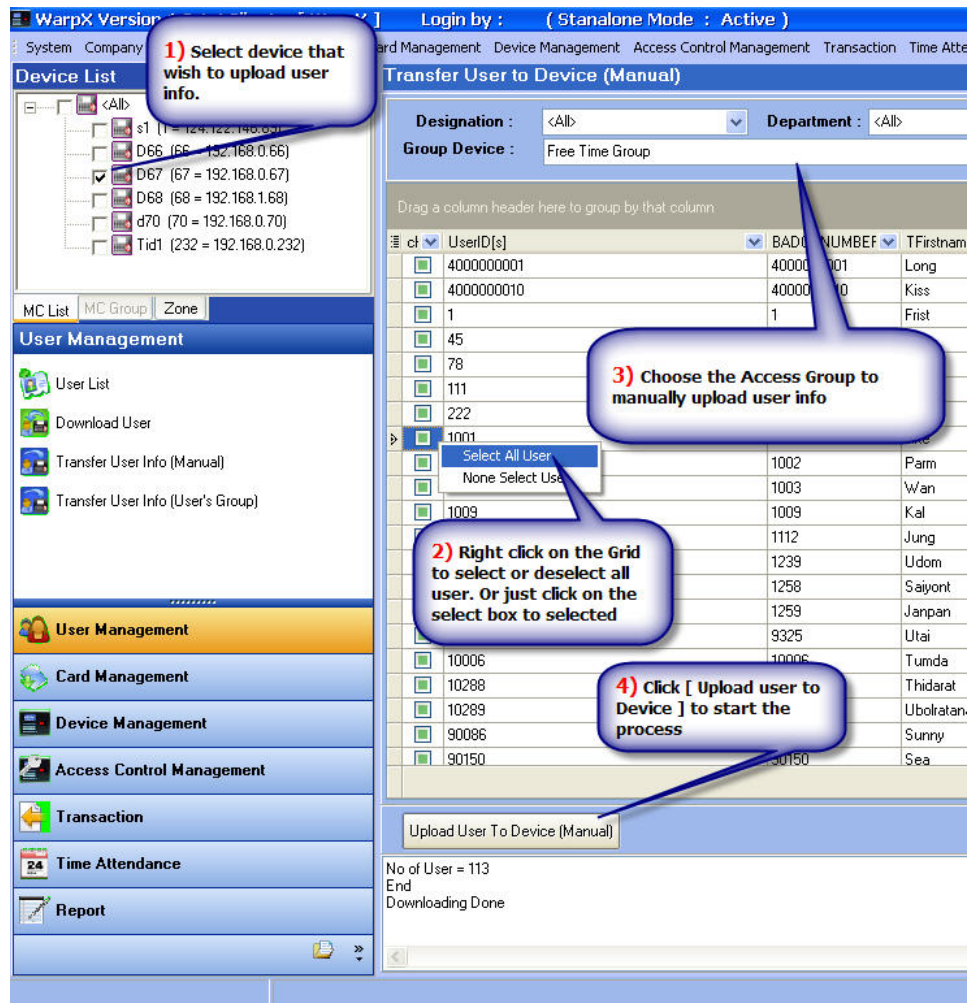 WarpX Version
Login by : ( Stanalone Mode : Active )
System Company
rd Management Device Management Access Control Management Transaction Time Atte
1) Select device that
wish to upload user
info.
Device List
<All>
s1
D66 (66 = 192.168.0.66)
D67 (67 = 192.168.0.67)
D68 (68 = 192.168.1.68)
d70 (70 = 192.168.0.70)
Tid1 (232 = 192.168.0.232)
MC List MC Group Zone
User Management
User List
Download User
Transfer User Info (Manual)
Transfer User Info (User's Group)
User Management
Card Management
Device Management
Access Control Management
Transaction
24 Time Attendance
Report
Transfer User to Device (Manual)
Designation : <All> Department : <All>
Group Device : Free Time Group
Drag a column header here to group by that column
UserID[s] TFirstnam
4000000001 Long
4000000010 Kiss
1 1 Frist
45
78
111
222
1001
3) Choose the Access Group to
manually upload user info
Select All User
None Select
1002 Parm
1003 Wan
1009 1009 Kal
1112 Jung
1239 Udom
1258 Saiyont
1259 Janpan
9325 Utai
2) Right click on the Grid
to select or deselect all
user. Or just click on the
select box to selected
10006 10006 Tumda
10288 Thidarat
10289 Ubolratan
90086 Sunny
90150 90150 Sea
4) Click [ Upload user to
Device ] to start the
process
Upload User To Device (Manual)
No of User = 113
End
Downloading Done